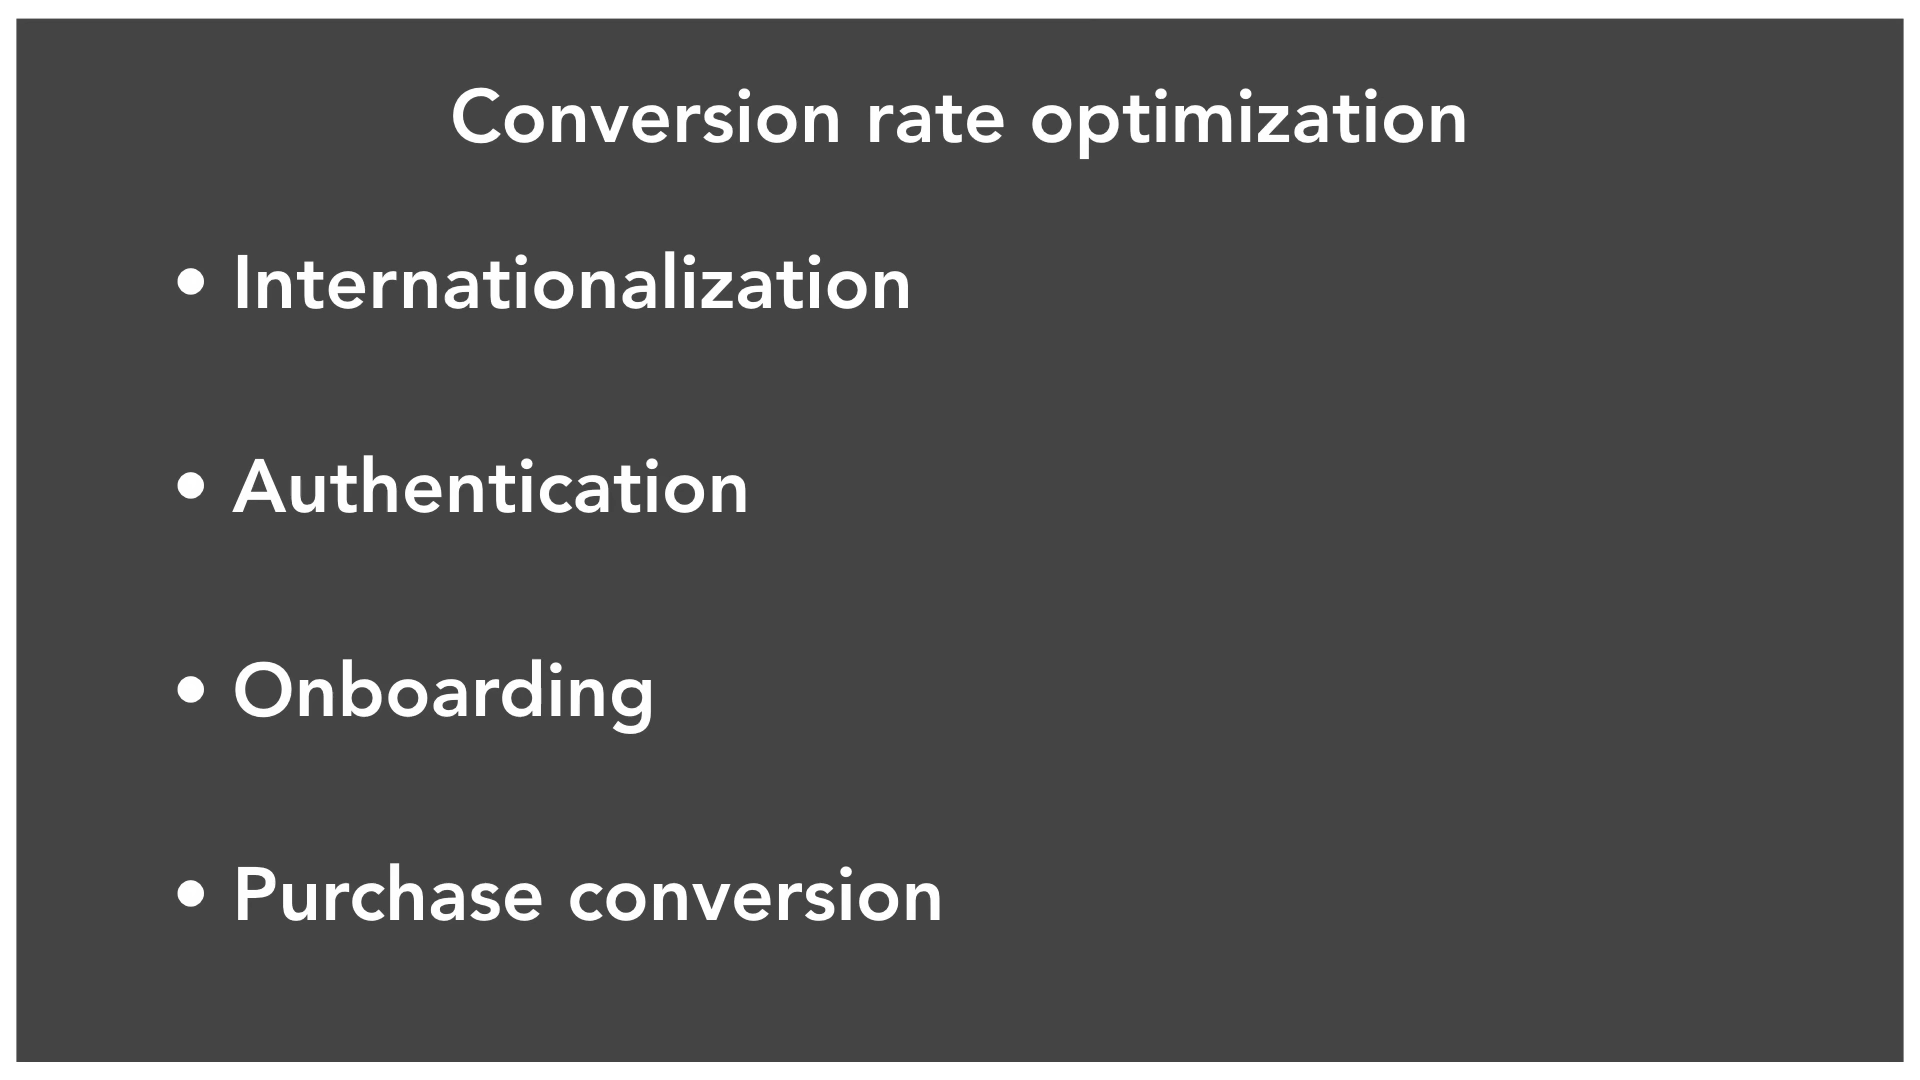 Conversion rate optimization
• Internationalization
• Authentication
• Onboarding
• Purchase conversion